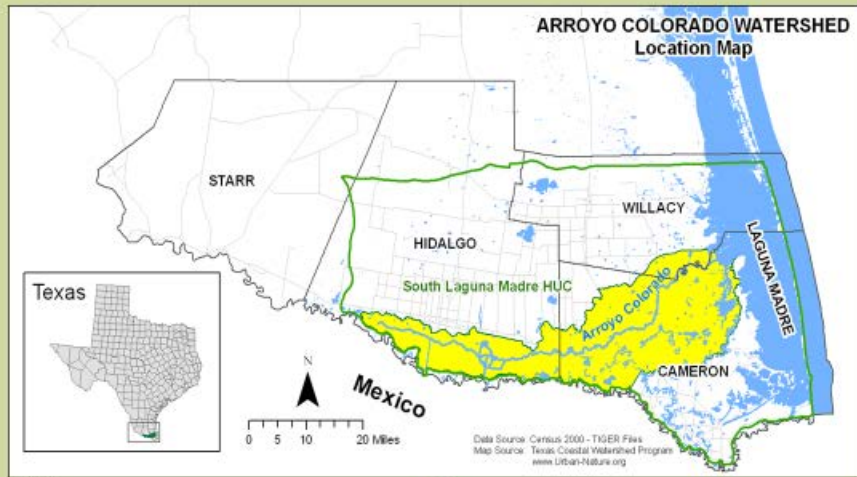 ARROYO COLORADO WATERSHED
Location Map
STARR
WILLACY
HIDALGO
LAGUNA MADRE
South Laguna Madre HUC
Arroyo Colorado
Texas
CAMERON
N
Mexico
0 5 10 20 Miles
Data Source: Census 2000 - TIGER Files
Map Source: Texas Coastal Watershed Program
www.Urban-Nature.org